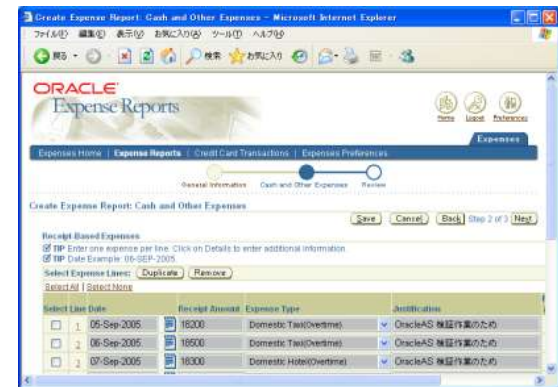 Create Expense Report: Cash and Other Expenses - Microsoft Internet Explorer
ファイル(F) 編集(E) 表示(V) お気に入り(A) ツール(T) ヘルプ(H)
戻る 検索 お気に入り
ORACLE
Expense Reports
Home Logout Preferences
Expenses
Expenses Home | Expense Reports | Credit Card Transactions | Expenses Preferences
General Information Cash and Other Expenses Review
Create Expense Report: Cash and Other Expenses
Save Cancel Back Step 2 of 3 Next
Receipt-Based Expenses
TIP Enter one expense per line. Click on Details to enter additional information.
TIP Date Example: 06-SEP-2005
Select Expense Lines: Duplicate Remove
Select All | Select None
Select Line Date Receipt Amount Expense Type Justification
1 05-Sep-2005 18200 Domestic Taxi(Overtime) OracleAS 検証作業のため
2 06-Sep-2005 18500 Domestic Taxi(Overtime) OracleAS 検証作業のため
3 07-Sep-2005 18300 Domestic Hotel(Overtime) OracleAS 検証作業のため